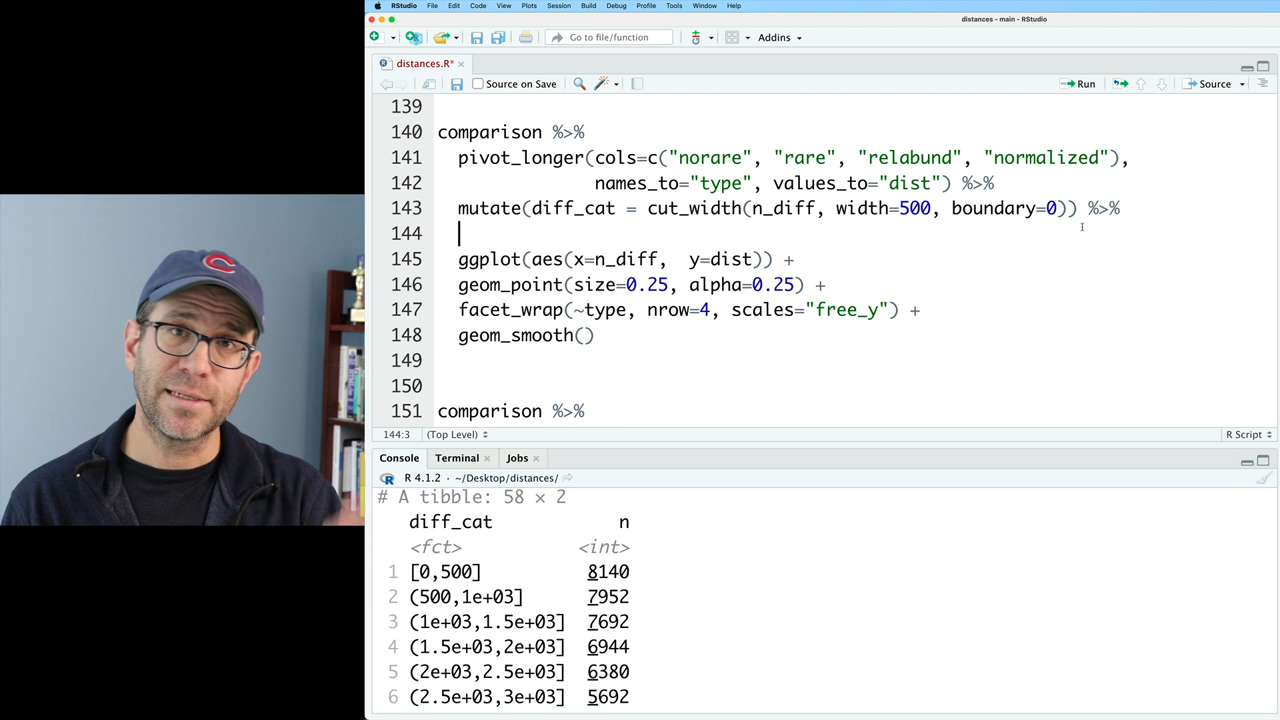 RStudio File Edit Code View Plots Session Build Debug Profile Tools Window Help
distances - main - RStudio
Go to file/function Addins
distances.R*
Source on Save Run Source
139
140 comparison %>%
141 pivot_longer(cols=c("norare", "rare", "relabund", "normalized"),
142 names_to="type", values_to="dist") %>%
143 mutate(diff_cat = cut_width(n_diff, width=500, boundary=0)) %>%
144
145 ggplot(aes(x=n_diff,  y=dist)) +
146 geom_point(size=0.25, alpha=0.25) +
147 facet_wrap(~type, nrow=4, scales="free_y") +
148 geom_smooth()
149
150
151 comparison %>%
144:3 (Top Level) R Script
Console Terminal Jobs
R R 4.1.2 · ~/Desktop/distances/
# A tibble: 58 × 2
diff_cat n
<fct> <int>
1 [0,500] 8140
2 (500,1e+03] 7952
3 (1e+03,1.5e+03] 7692
4 (1.5e+03,2e+03] 6944
5 (2e+03,2.5e+03] 6380
6 (2.5e+03,3e+03] 5692
C